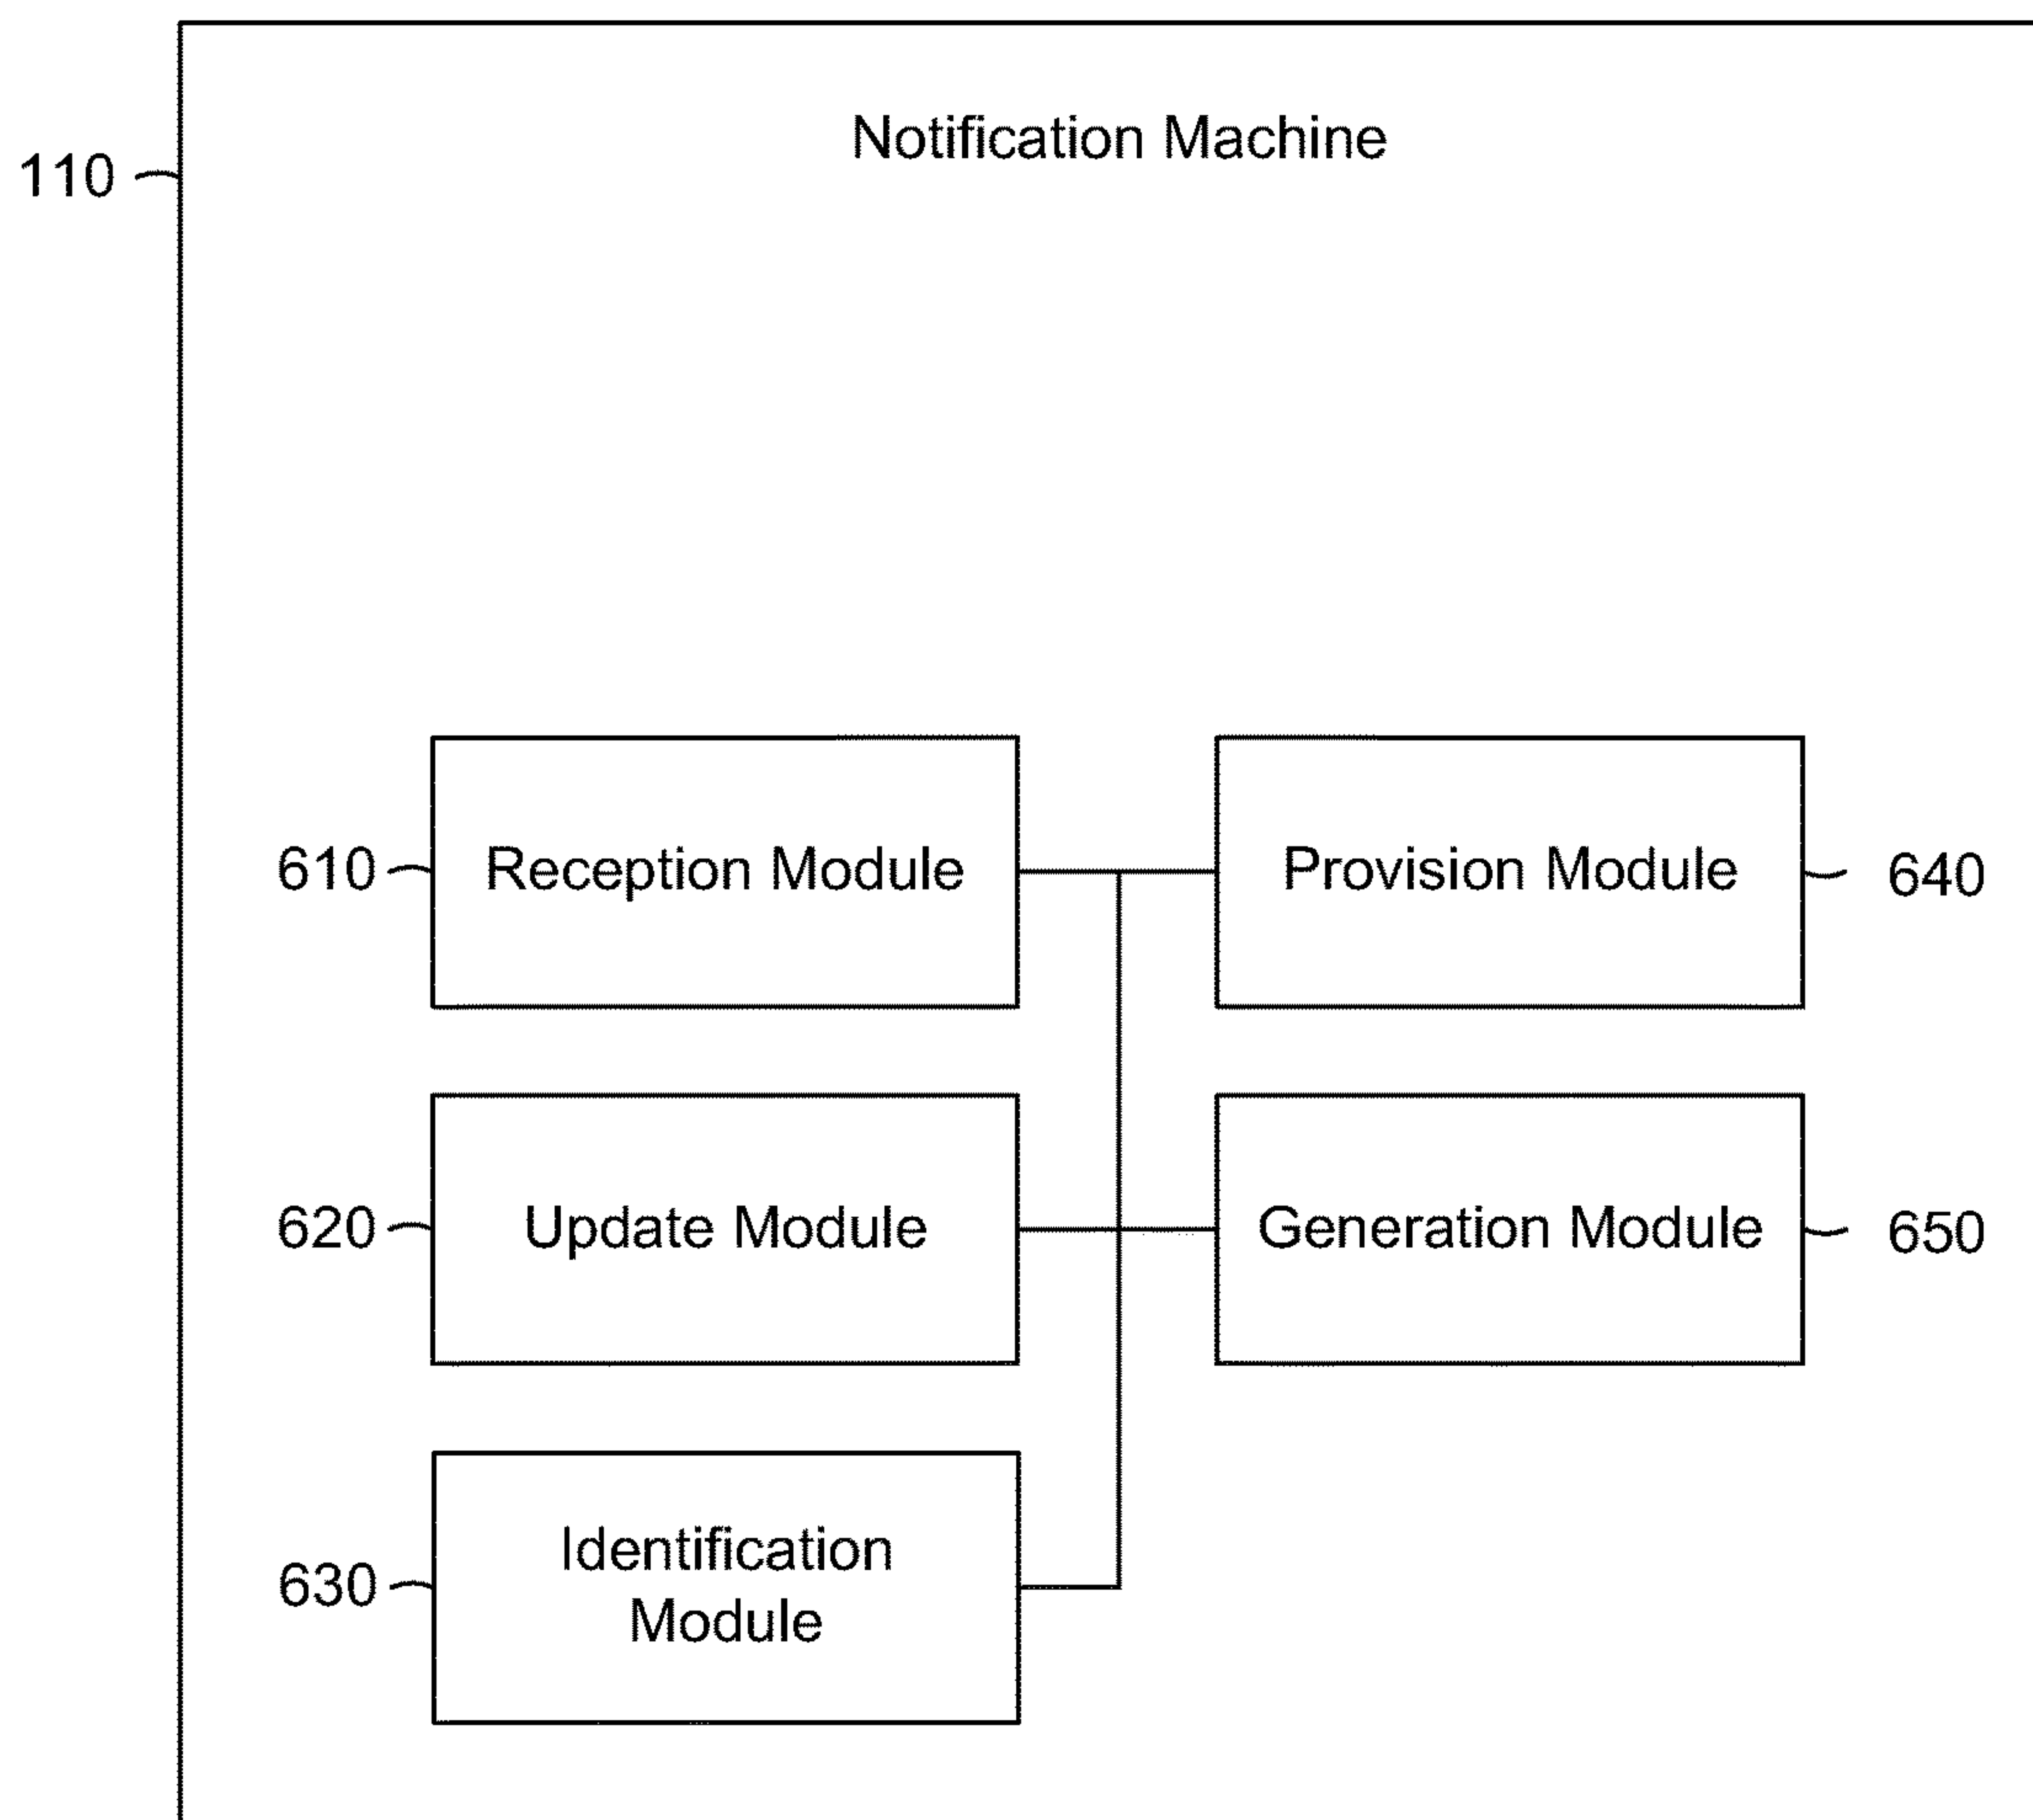 Notification Machine
110
610
Reception Module
Provision Module
640
620
Update Module
Generation Module
650
630
Identification
Module